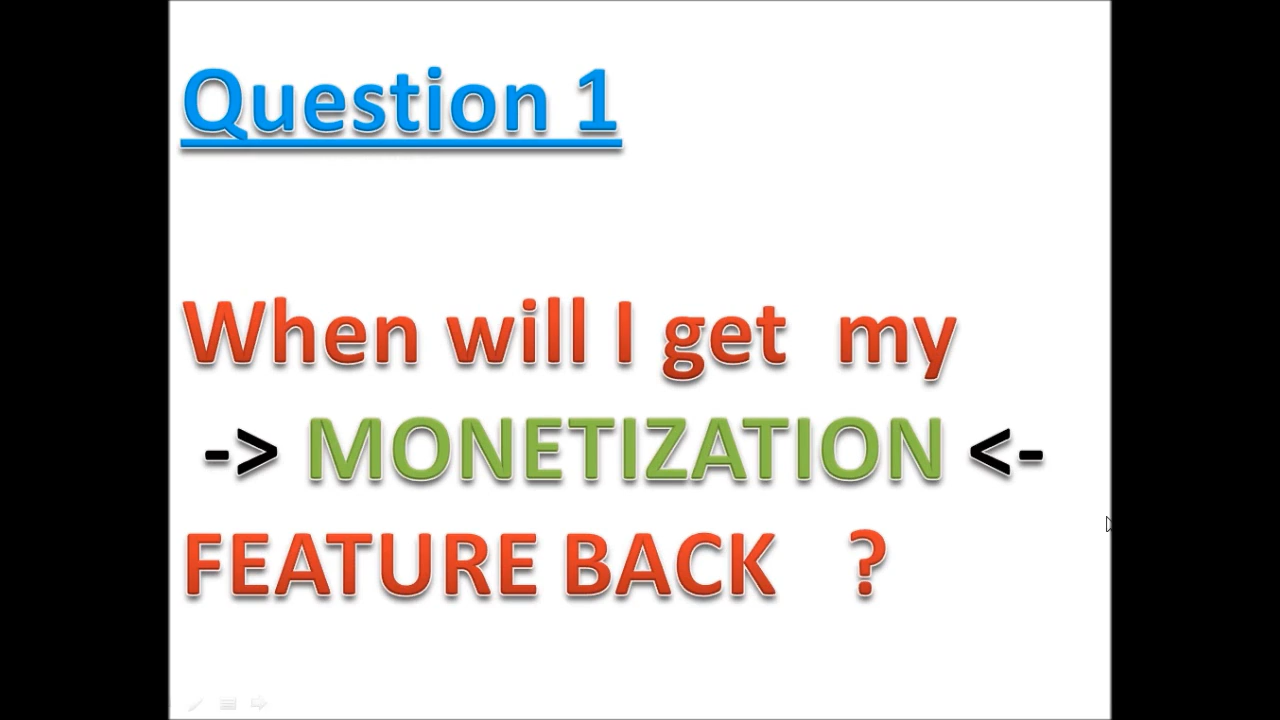 Question 1
When will I get my
-> MONETIZATION <-
FEATURE BACK ?